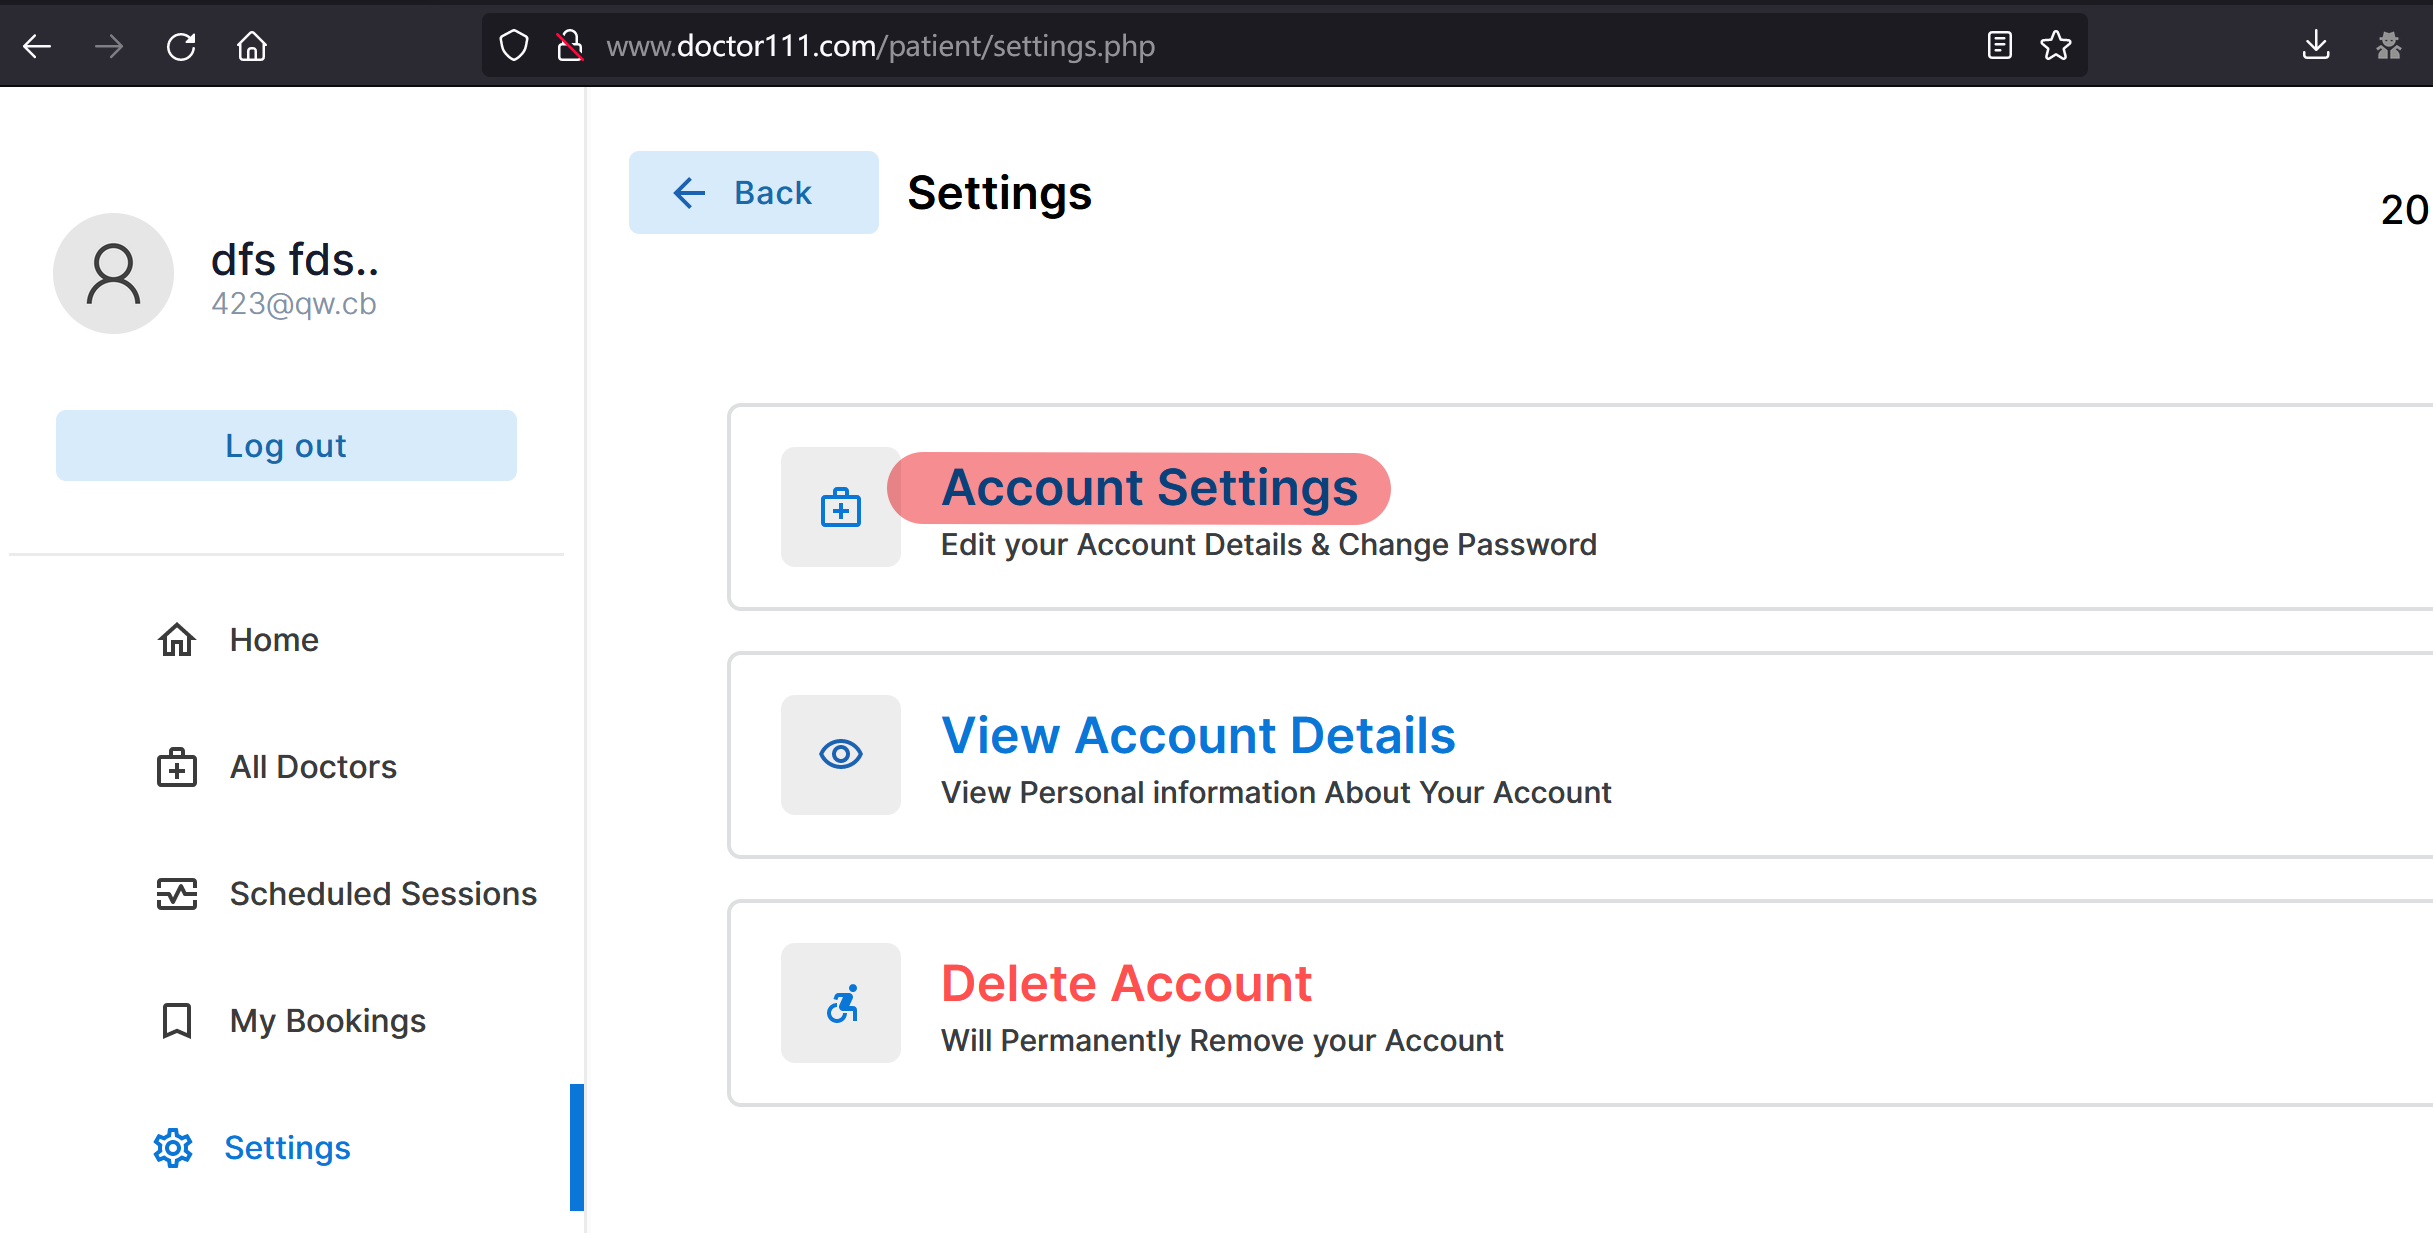 www.doctor111.com/patient/settings.php
Back
Settings
20
dfs fds..
423@qw.cb
Log out
Home
All Doctors
Scheduled Sessions
My Bookings
Settings
Account Settings
Edit your Account Details & Change Password
View Account Details
View Personal information About Your Account
Delete Account
Will Permanently Remove your Account